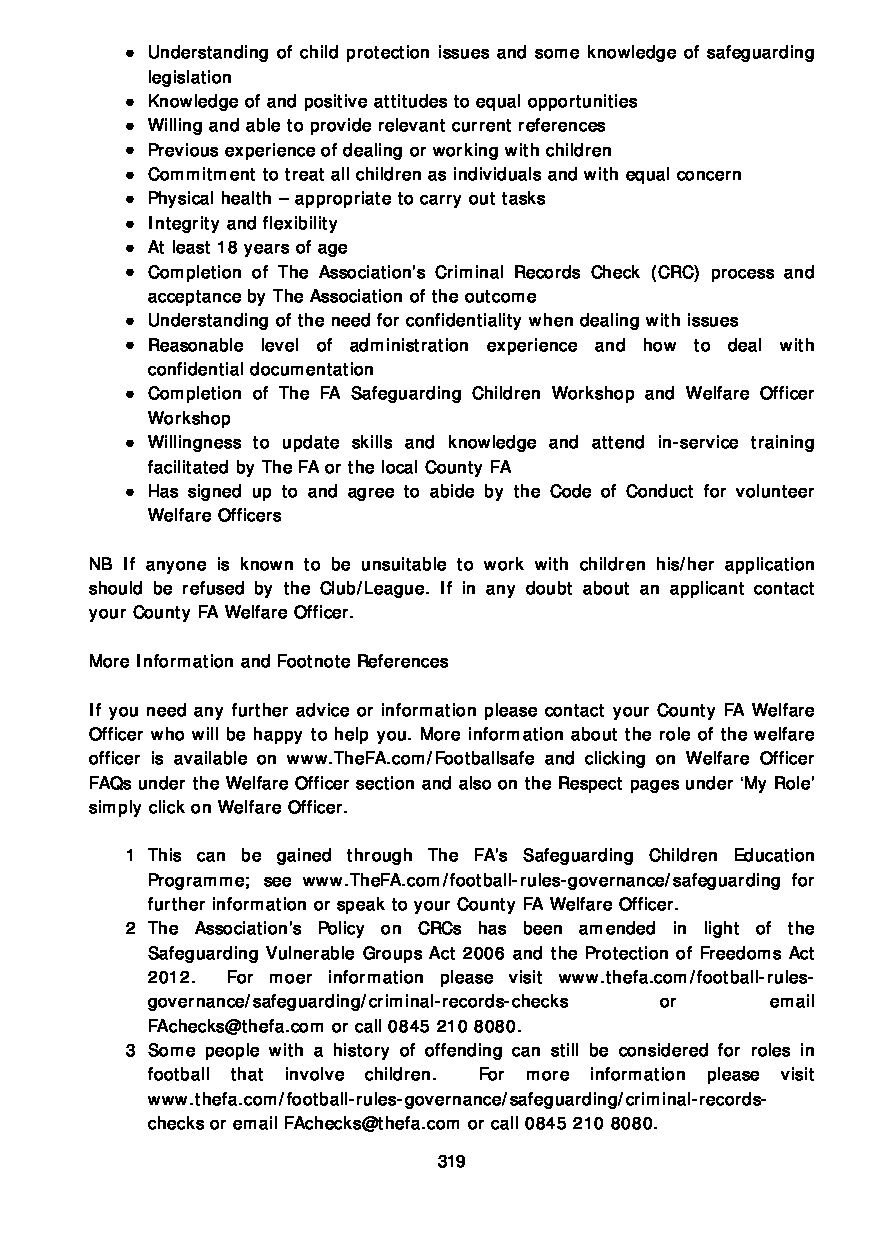 • Understanding of child protection issues and some knowledge of safeguarding
legislation
• Knowledge of and positive attitudes to equal opportunities
• Willing and able to provide relevant current references
• Previous experience of dealing or working with children
• Commitment to treat all children as individuals and with equal concern
• Physical health – appropriate to carry out tasks
• Integrity and flexibility
• At least 18 years of age
• Completion of The Association's Criminal Records Check (CRC) process and
acceptance by The Association of the outcome
• Understanding of the need for confidentiality when dealing with issues
• Reasonable level of administration experience and how to deal with
confidential documentation
• Completion of The FA Safeguarding Children Workshop and Welfare Officer
Workshop
• Willingness to update skills and knowledge and attend in-service training
facilitated by The FA or the local County FA
• Has signed up to and agree to abide by the Code of Conduct for volunteer
Welfare Officers
NB If anyone is known to be unsuitable to work with children his/her application
should be refused by the Club/League. If in any doubt about an applicant contact
your County FA Welfare Officer.
More Information and Footnote References
If you need any further advice or information please contact your County FA Welfare
Officer who will be happy to help you. More information about the role of the welfare
officer is available on www.TheFA.com/Footballsafe and clicking on Welfare Officer
FAQs under the Welfare Officer section and also on the Respect pages under 'My Role'
simply click on Welfare Officer.
1 This can be gained through The FA's Safeguarding Children Education
Programme; see www.TheFA.com/football-rules-governance/safeguarding for
further information or speak to your County FA Welfare Officer.
2 The Association's Policy on CRCs has been amended in light of the
Safeguarding Vulnerable Groups Act 2006 and the Protection of Freedoms Act
2012. For moer information please visit www.thefa.com/football-rules-
governance/safeguarding/criminal-records-checks or email
FAchecks@thefa.com or call 0845 210 8080.
3 Some people with a history of offending can still be considered for roles in
football that involve children. For more information please visit
www.thefa.com/football-rules-governance/safeguarding/criminal-records-
checks or email FAchecks@thefa.com or call 0845 210 8080.
319